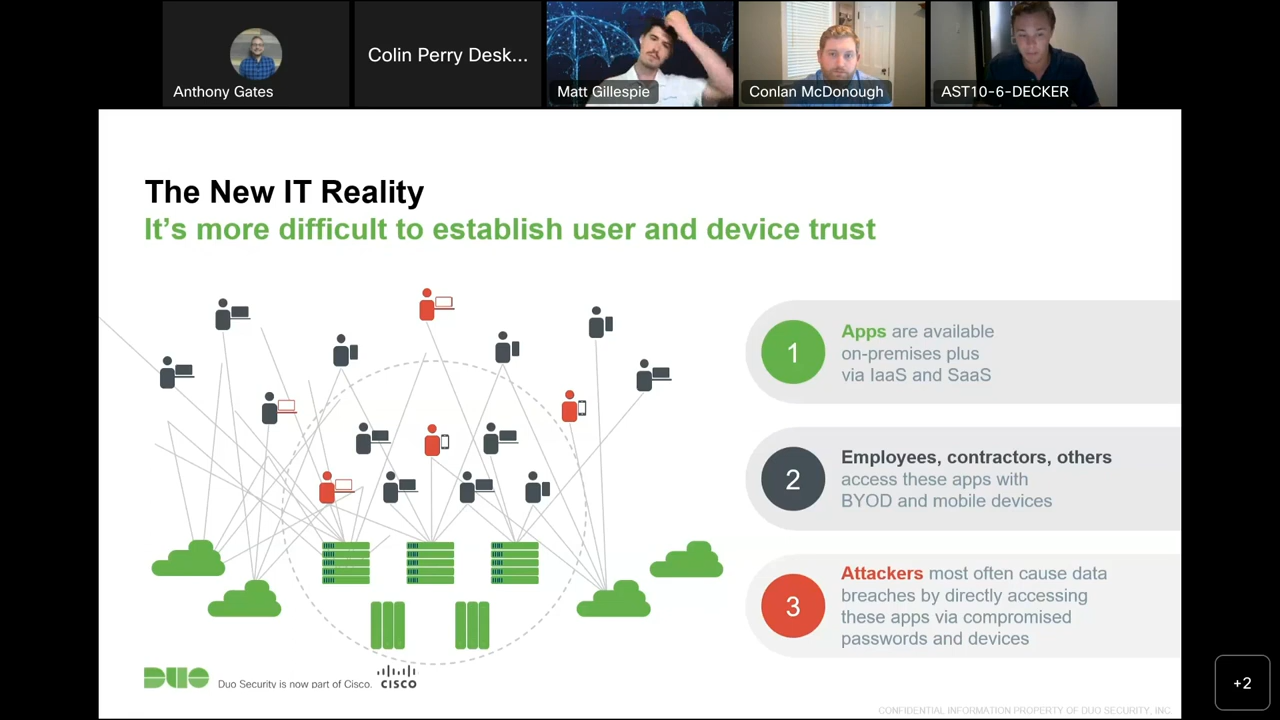 Anthony Gates
Colin Perry Desk...
Matt Gillespie
Conlan McDonough
AST10-6-DECKER
The New IT Reality
It's more difficult to establish user and device trust
1
Apps are available
on-premises plus
via IaaS and SaaS
2
Employees, contractors, others
access these apps with
BYOD and mobile devices
3
Attackers most often cause data
breaches by directly accessing
these apps via compromised
passwords and devices
DUO
Duo Security is now part of Cisco.
CISCO
+2
CONFIDENTIAL INFORMATION PROPERTY OF DUO SECURITY, INC.